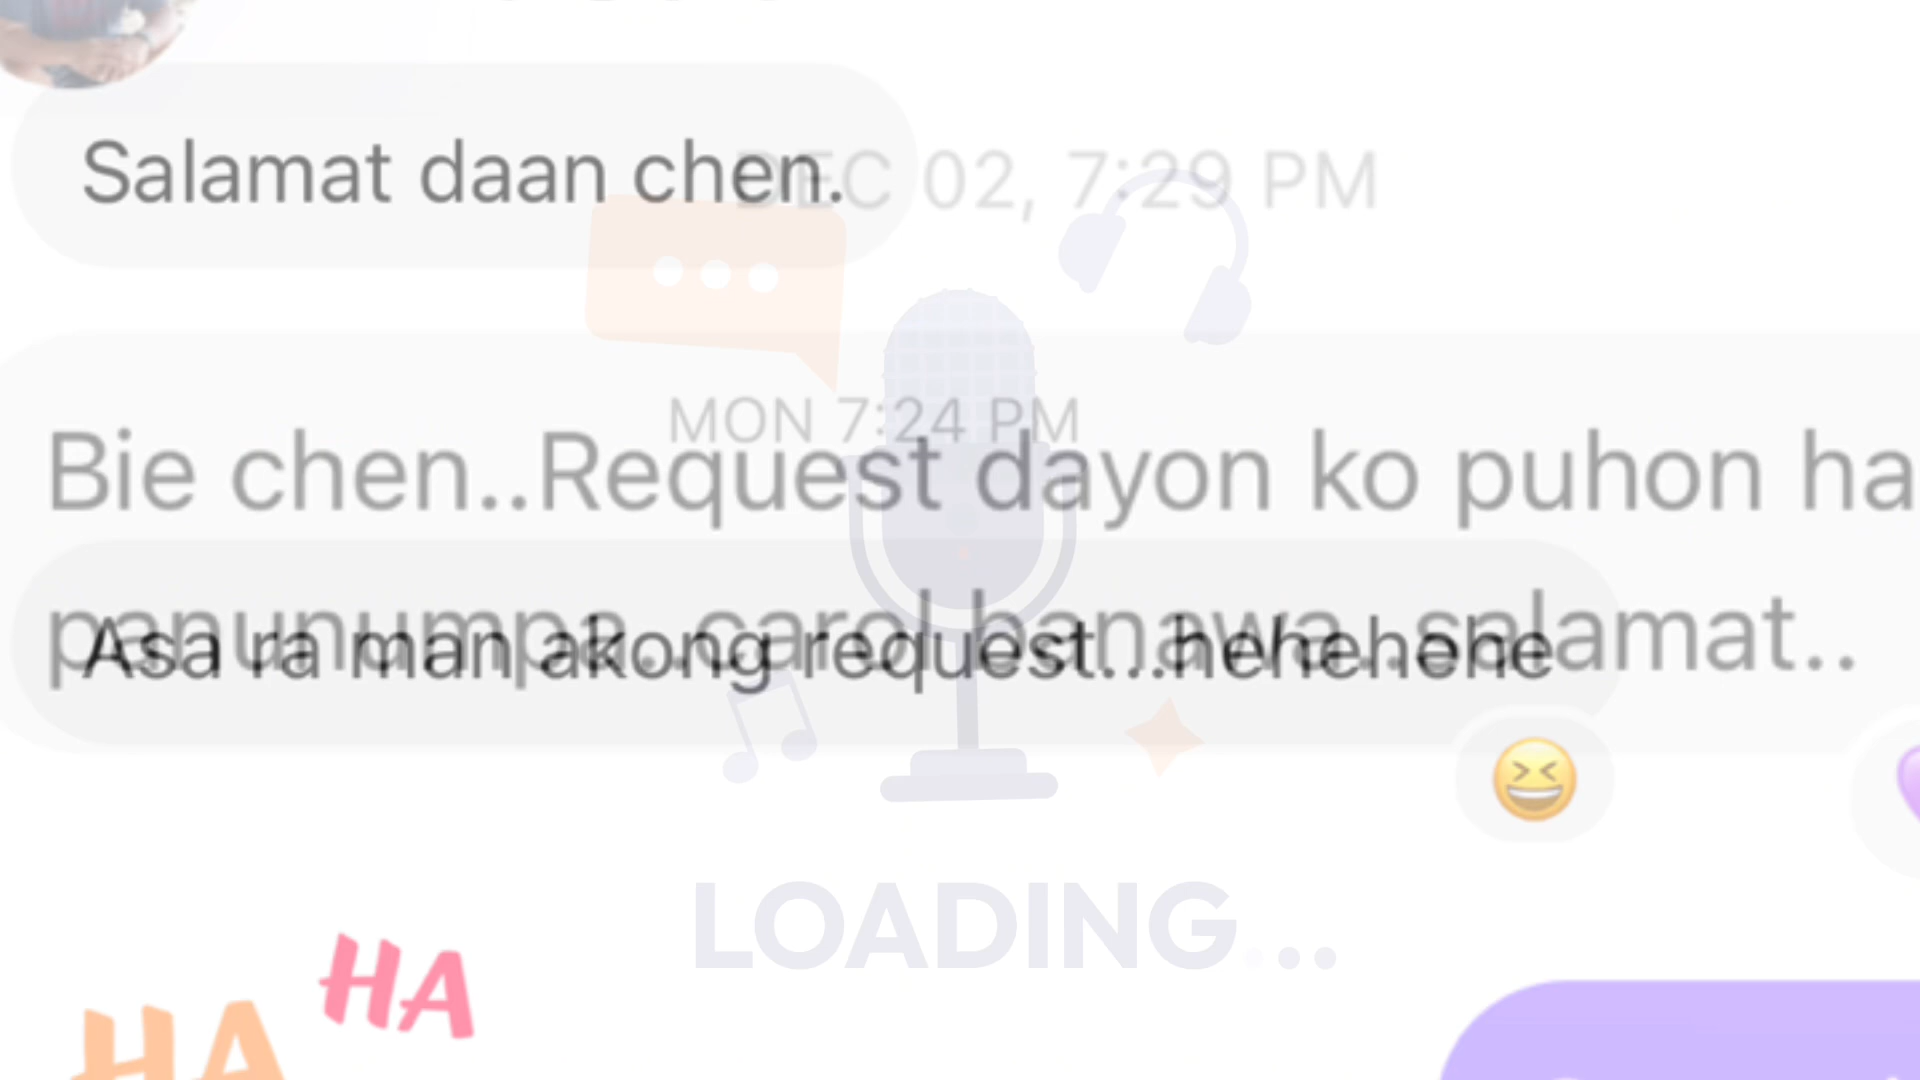 Salamat daan chen.
DEC 02, 7:29 PM
MON 7:24 PM
Bie chen..Request dayon ko puhon ha
panunumpa..carol banawa..salamat..
Asa ra man akong request...hehehehe
LOADING...
HA
HA